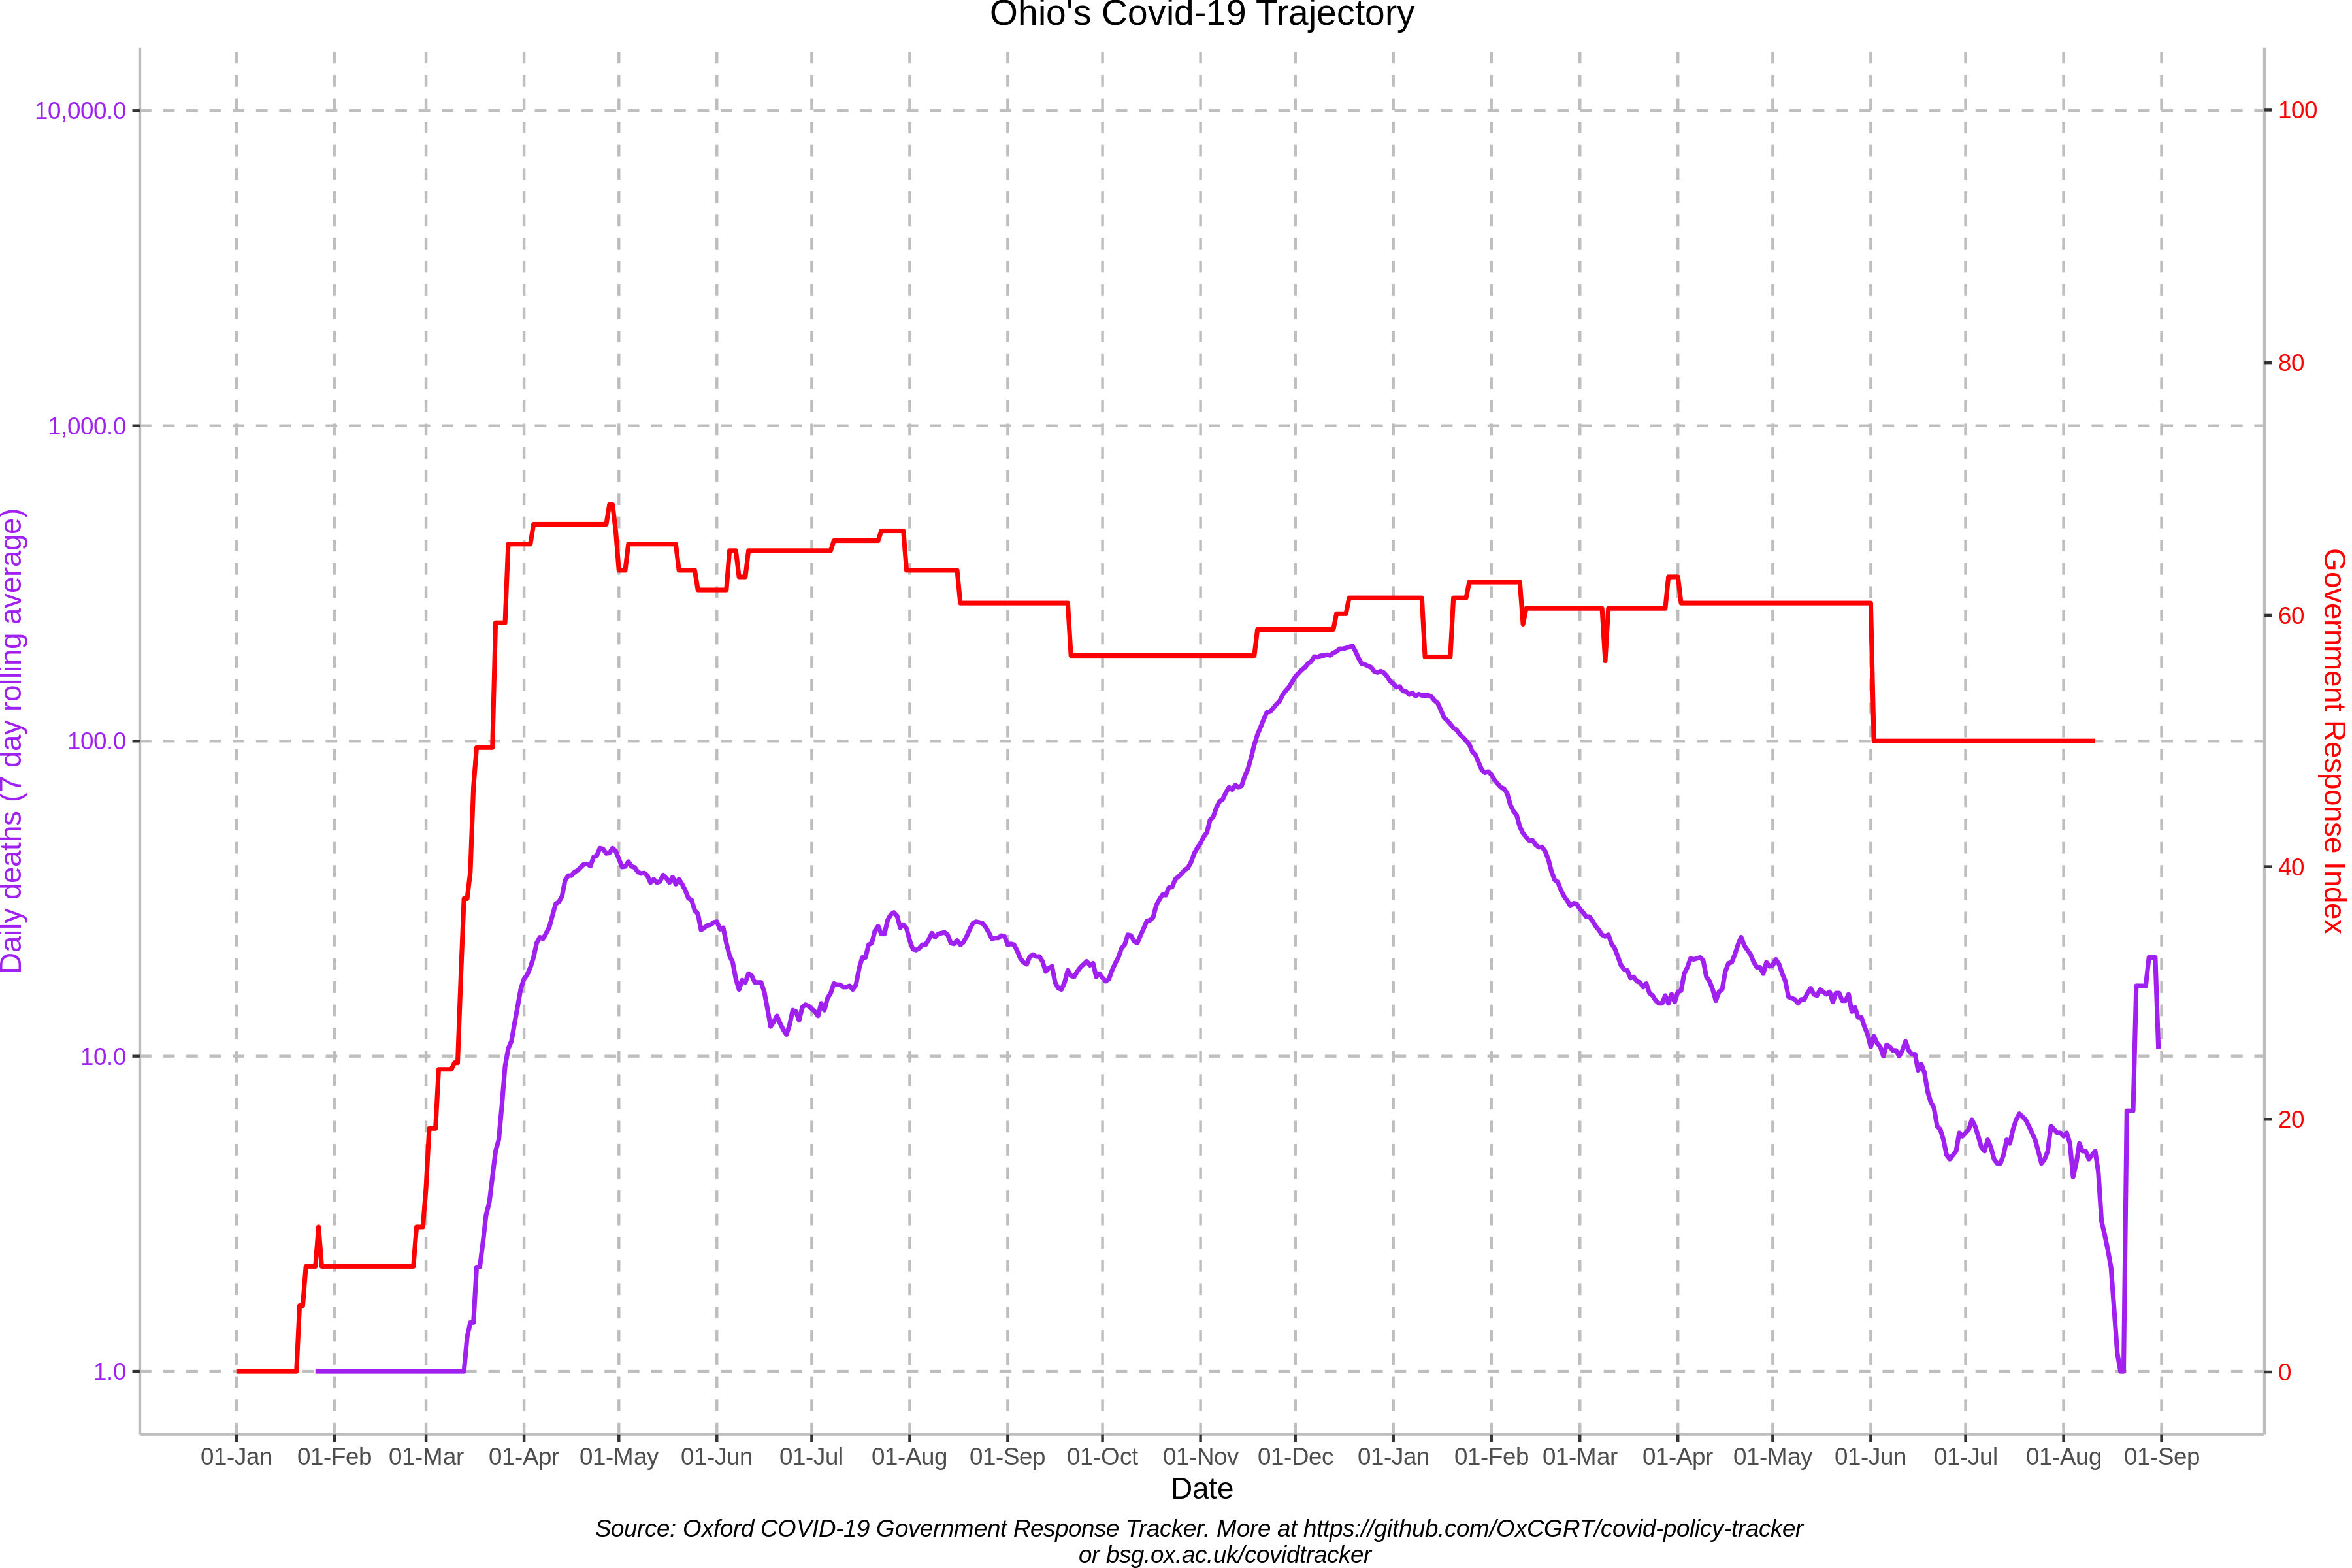 Ohio's Covid-19 Trajectory
10,000.0
1,000.0
100.0
10.0
1.0
Daily deaths (7 day rolling average)
100
80
60
40
20
0
Government Response Index
01-Jan 01-Feb 01-Mar 01-Apr 01-May 01-Jun 01-Jul 01-Aug 01-Sep 01-Oct 01-Nov 01-Dec 01-Jan 01-Feb 01-Mar 01-Apr 01-May 01-Jun 01-Jul 01-Aug 01-Sep
Date
Source: Oxford COVID-19 Government Response Tracker. More at https://github.com/OxCGRT/covid-policy-tracker
or bsg.ox.ac.uk/covidtracker